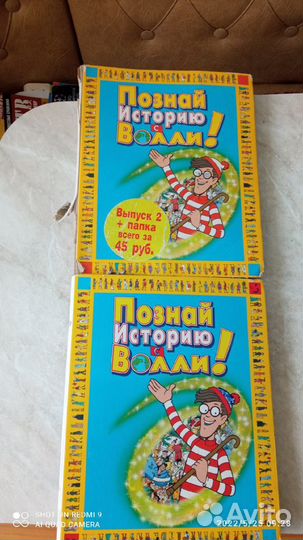 Познай
Историю
с
Волли!
Выпуск 2
+ папка
всего за
45 руб.
Познай
Историю
с
Волли!
SHOT ON REDMI 9
AI QUAD CAMERA
2022/5/25 09:28
Avito